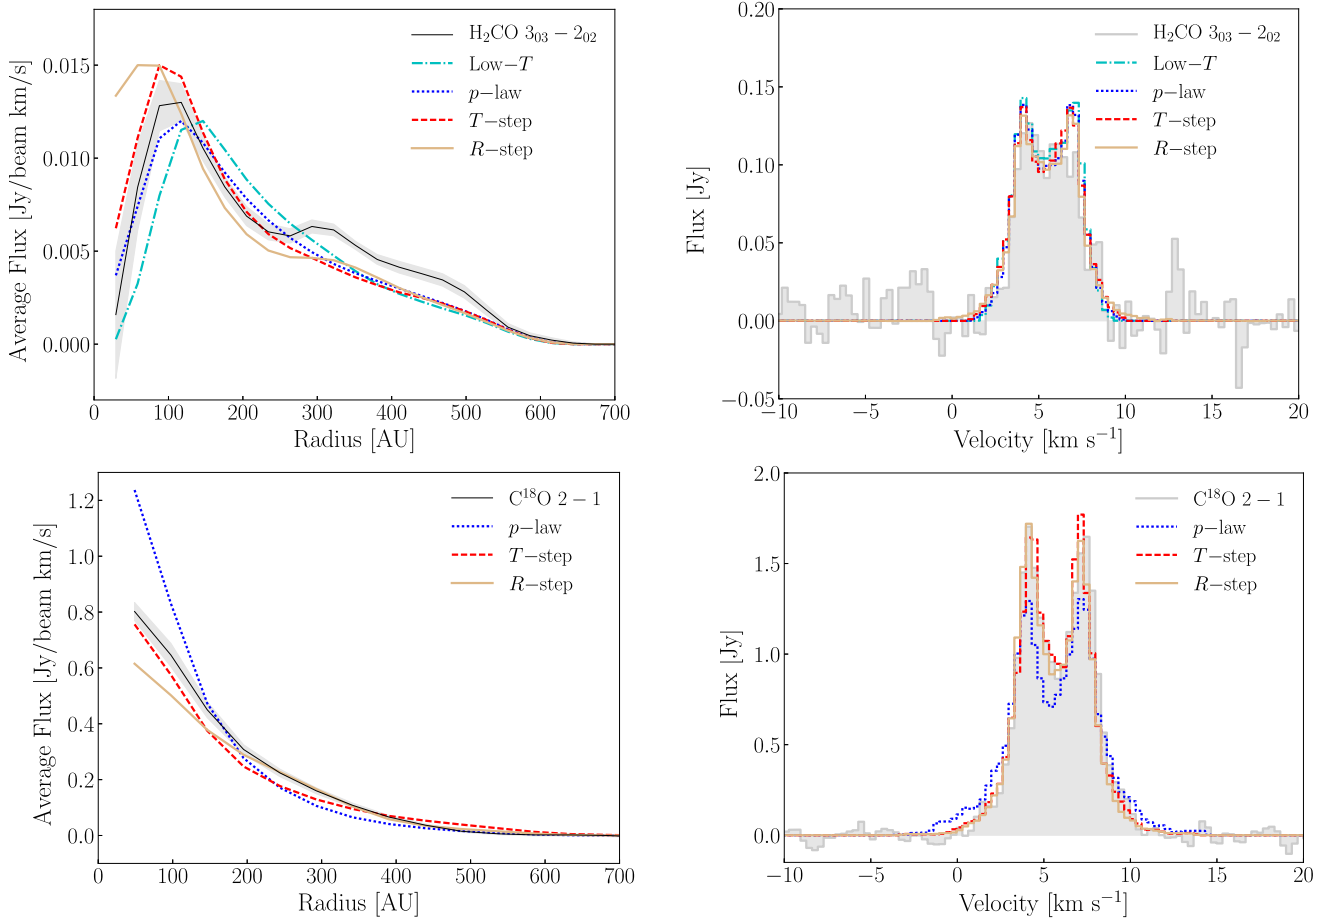 0.015
0.010
0.005
0.000
Average Flux [Jy/beam km/s]
H₂CO 3₀₃ − 2₀₂
Low−T
p−law
T−step
R−step
0 100 200 300 400 500 600 700
Radius [AU]
0.20
0.15
0.10
0.05
0.00
−0.05
Flux [Jy]
H₂CO 3₀₃ − 2₀₂
Low−T
p−law
T−step
R−step
−10 −5 0 5 10 15 20
Velocity [km s⁻¹]
1.2
1.0
0.8
0.6
0.4
0.2
0.0
Average Flux [Jy/beam km/s]
C¹⁸O 2 − 1
p−law
T−step
R−step
0 100 200 300 400 500 600 700
Radius [AU]
2.0
1.5
1.0
0.5
0.0
Flux [Jy]
C¹⁸O 2 − 1
p−law
T−step
R−step
−10 −5 0 5 10 15 20
Velocity [km s⁻¹]